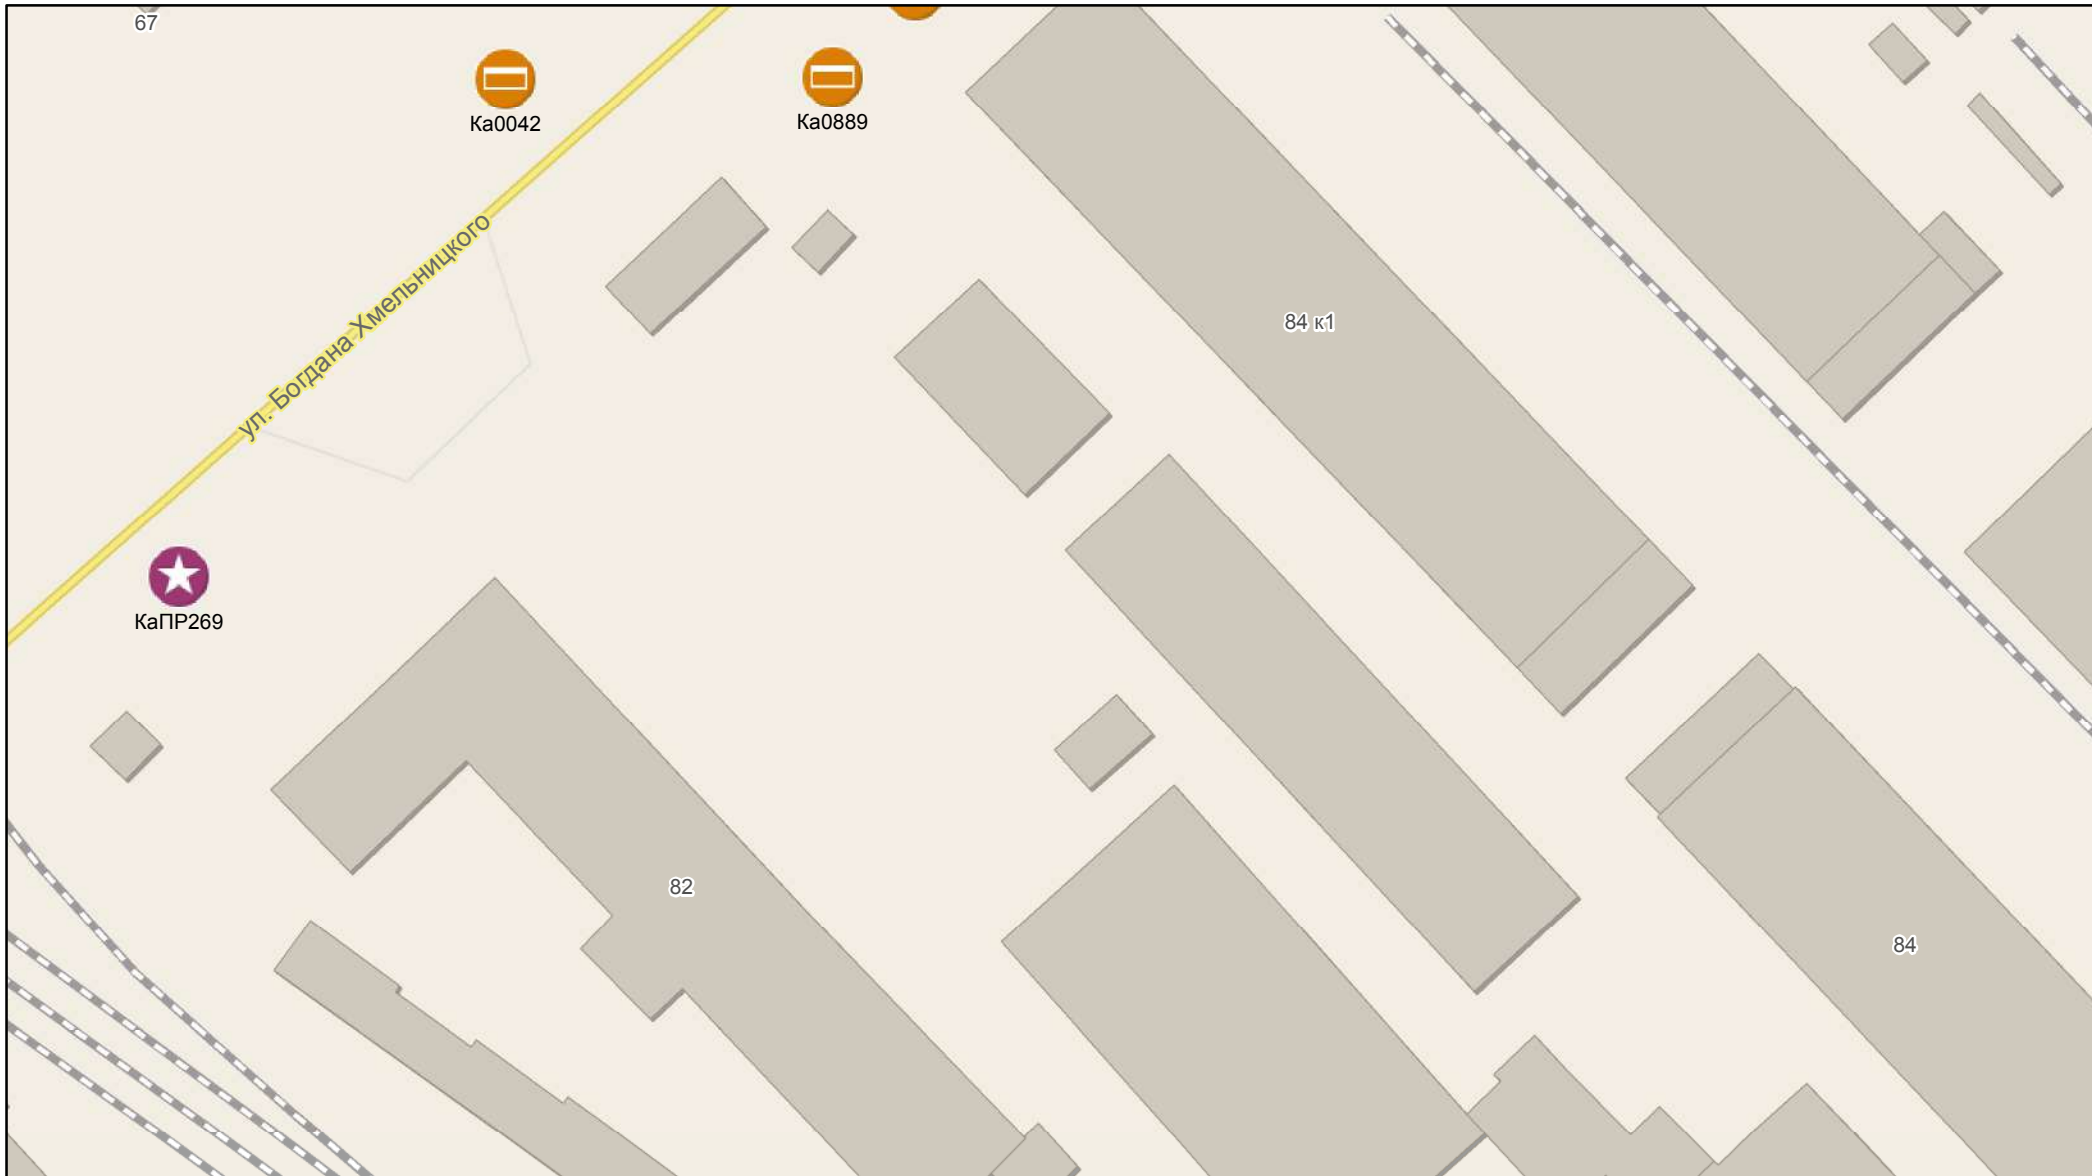 67
Ка0042
Ка0889
ул. Богдана Хмельницкого
84 к1
КаПР269
82
84